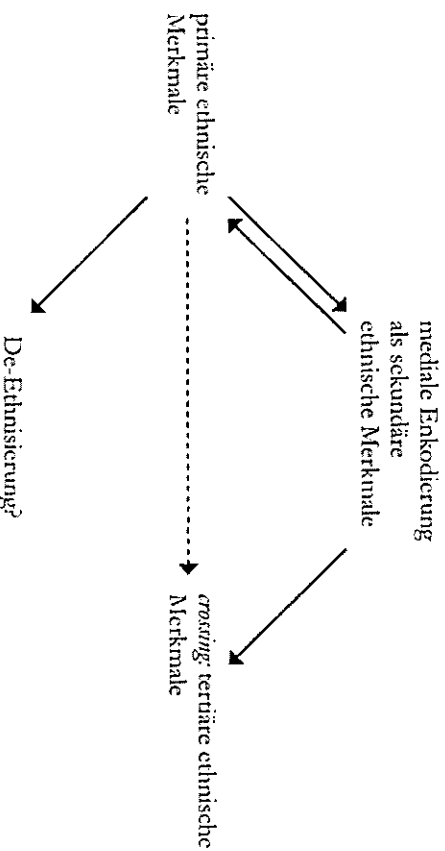 mediale Enkodierung
als sekundäre
ethnische Merkmale
primäre ethnische
Merkmale
crossing: tertiäre ethnische
Merkmale
De-Ethnisierung?